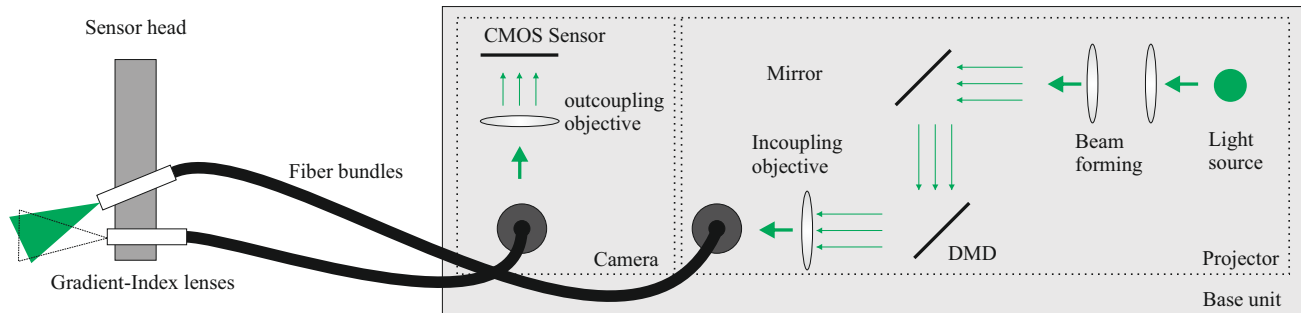 Sensor head
CMOS Sensor
outcoupling
objective
Mirror
Incoupling
objective
Beam
forming
Light
source
Fiber bundles
Gradient-Index lenses
Camera
DMD
Projector
Base unit